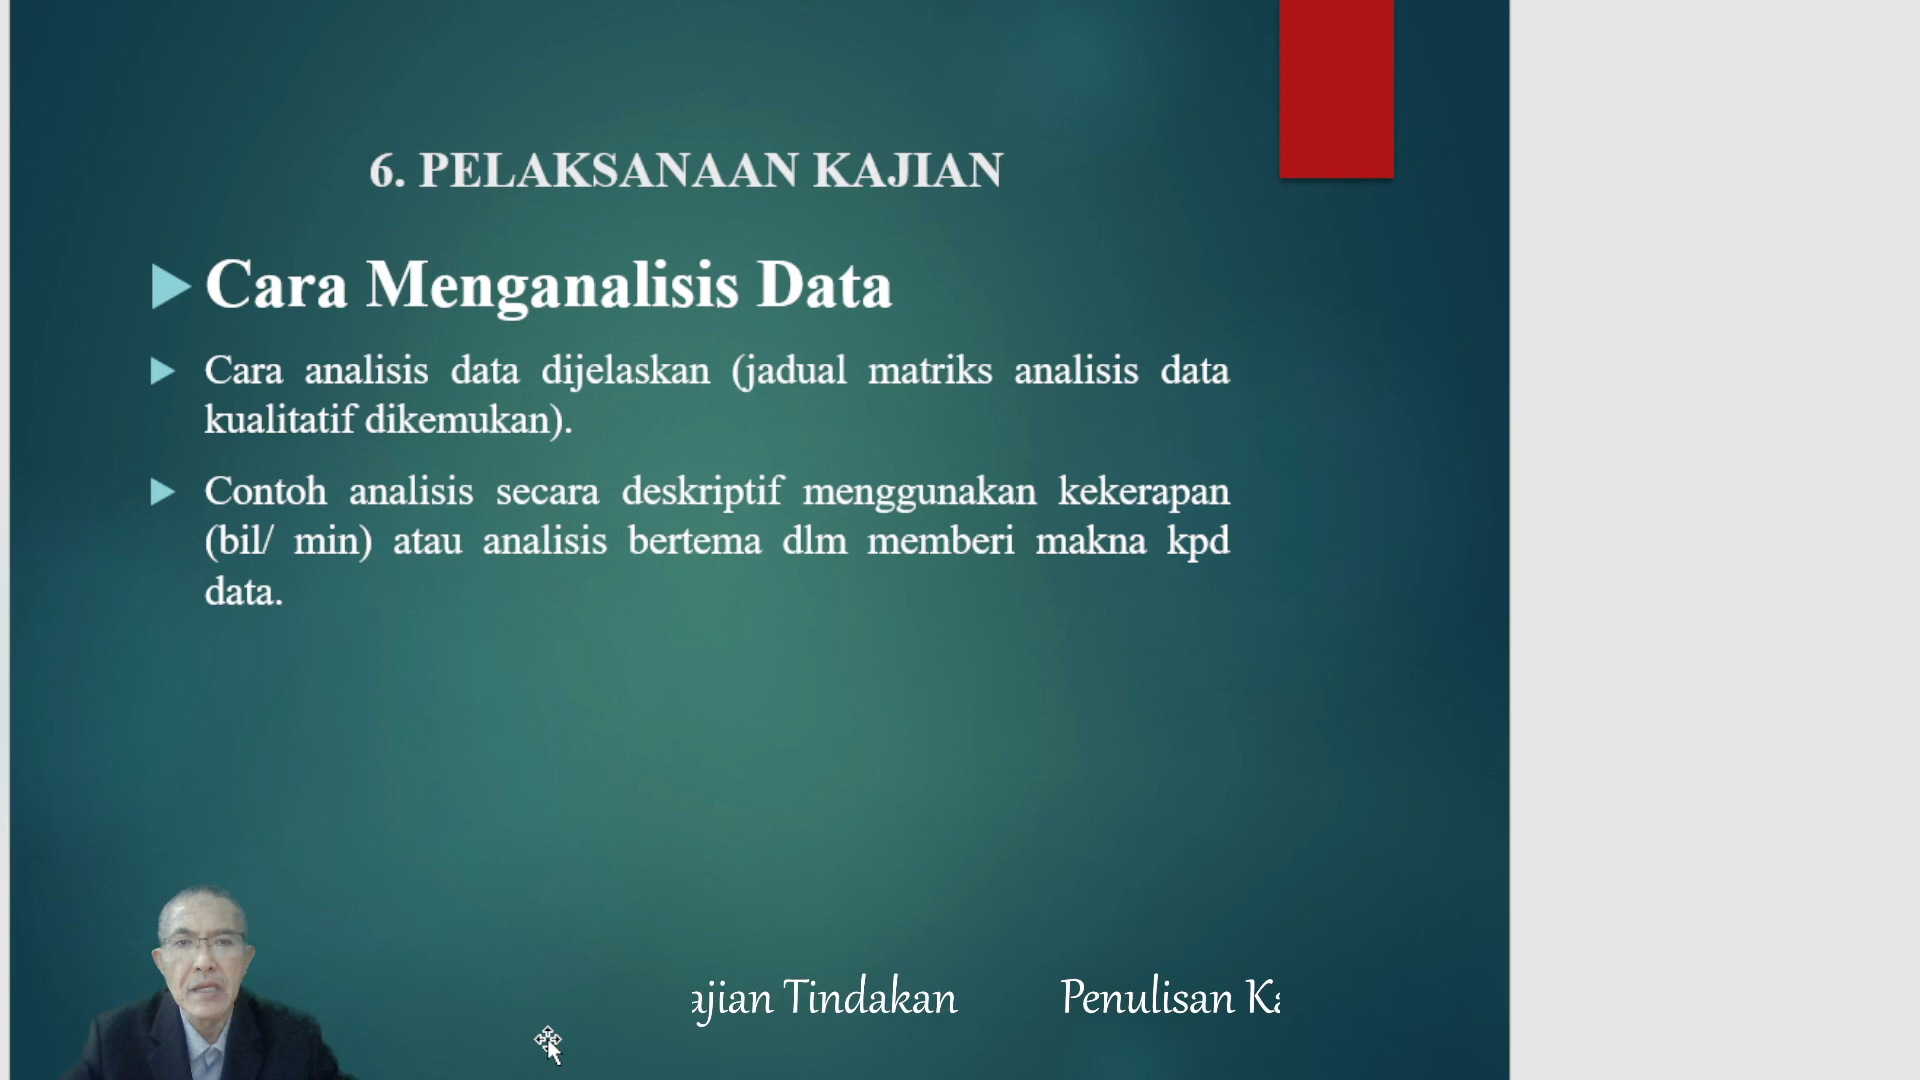 6. PELAKSANAAN KAJIAN
Cara Menganalisis Data
Cara analisis data dijelaskan (jadual matriks analisis data
kualitatif dikemukan).
Contoh analisis secara deskriptif menggunakan kekerapan
(bil/ min) atau analisis bertema dlm memberi makna kpd
data.
ajian Tindakan Penulisan Ka